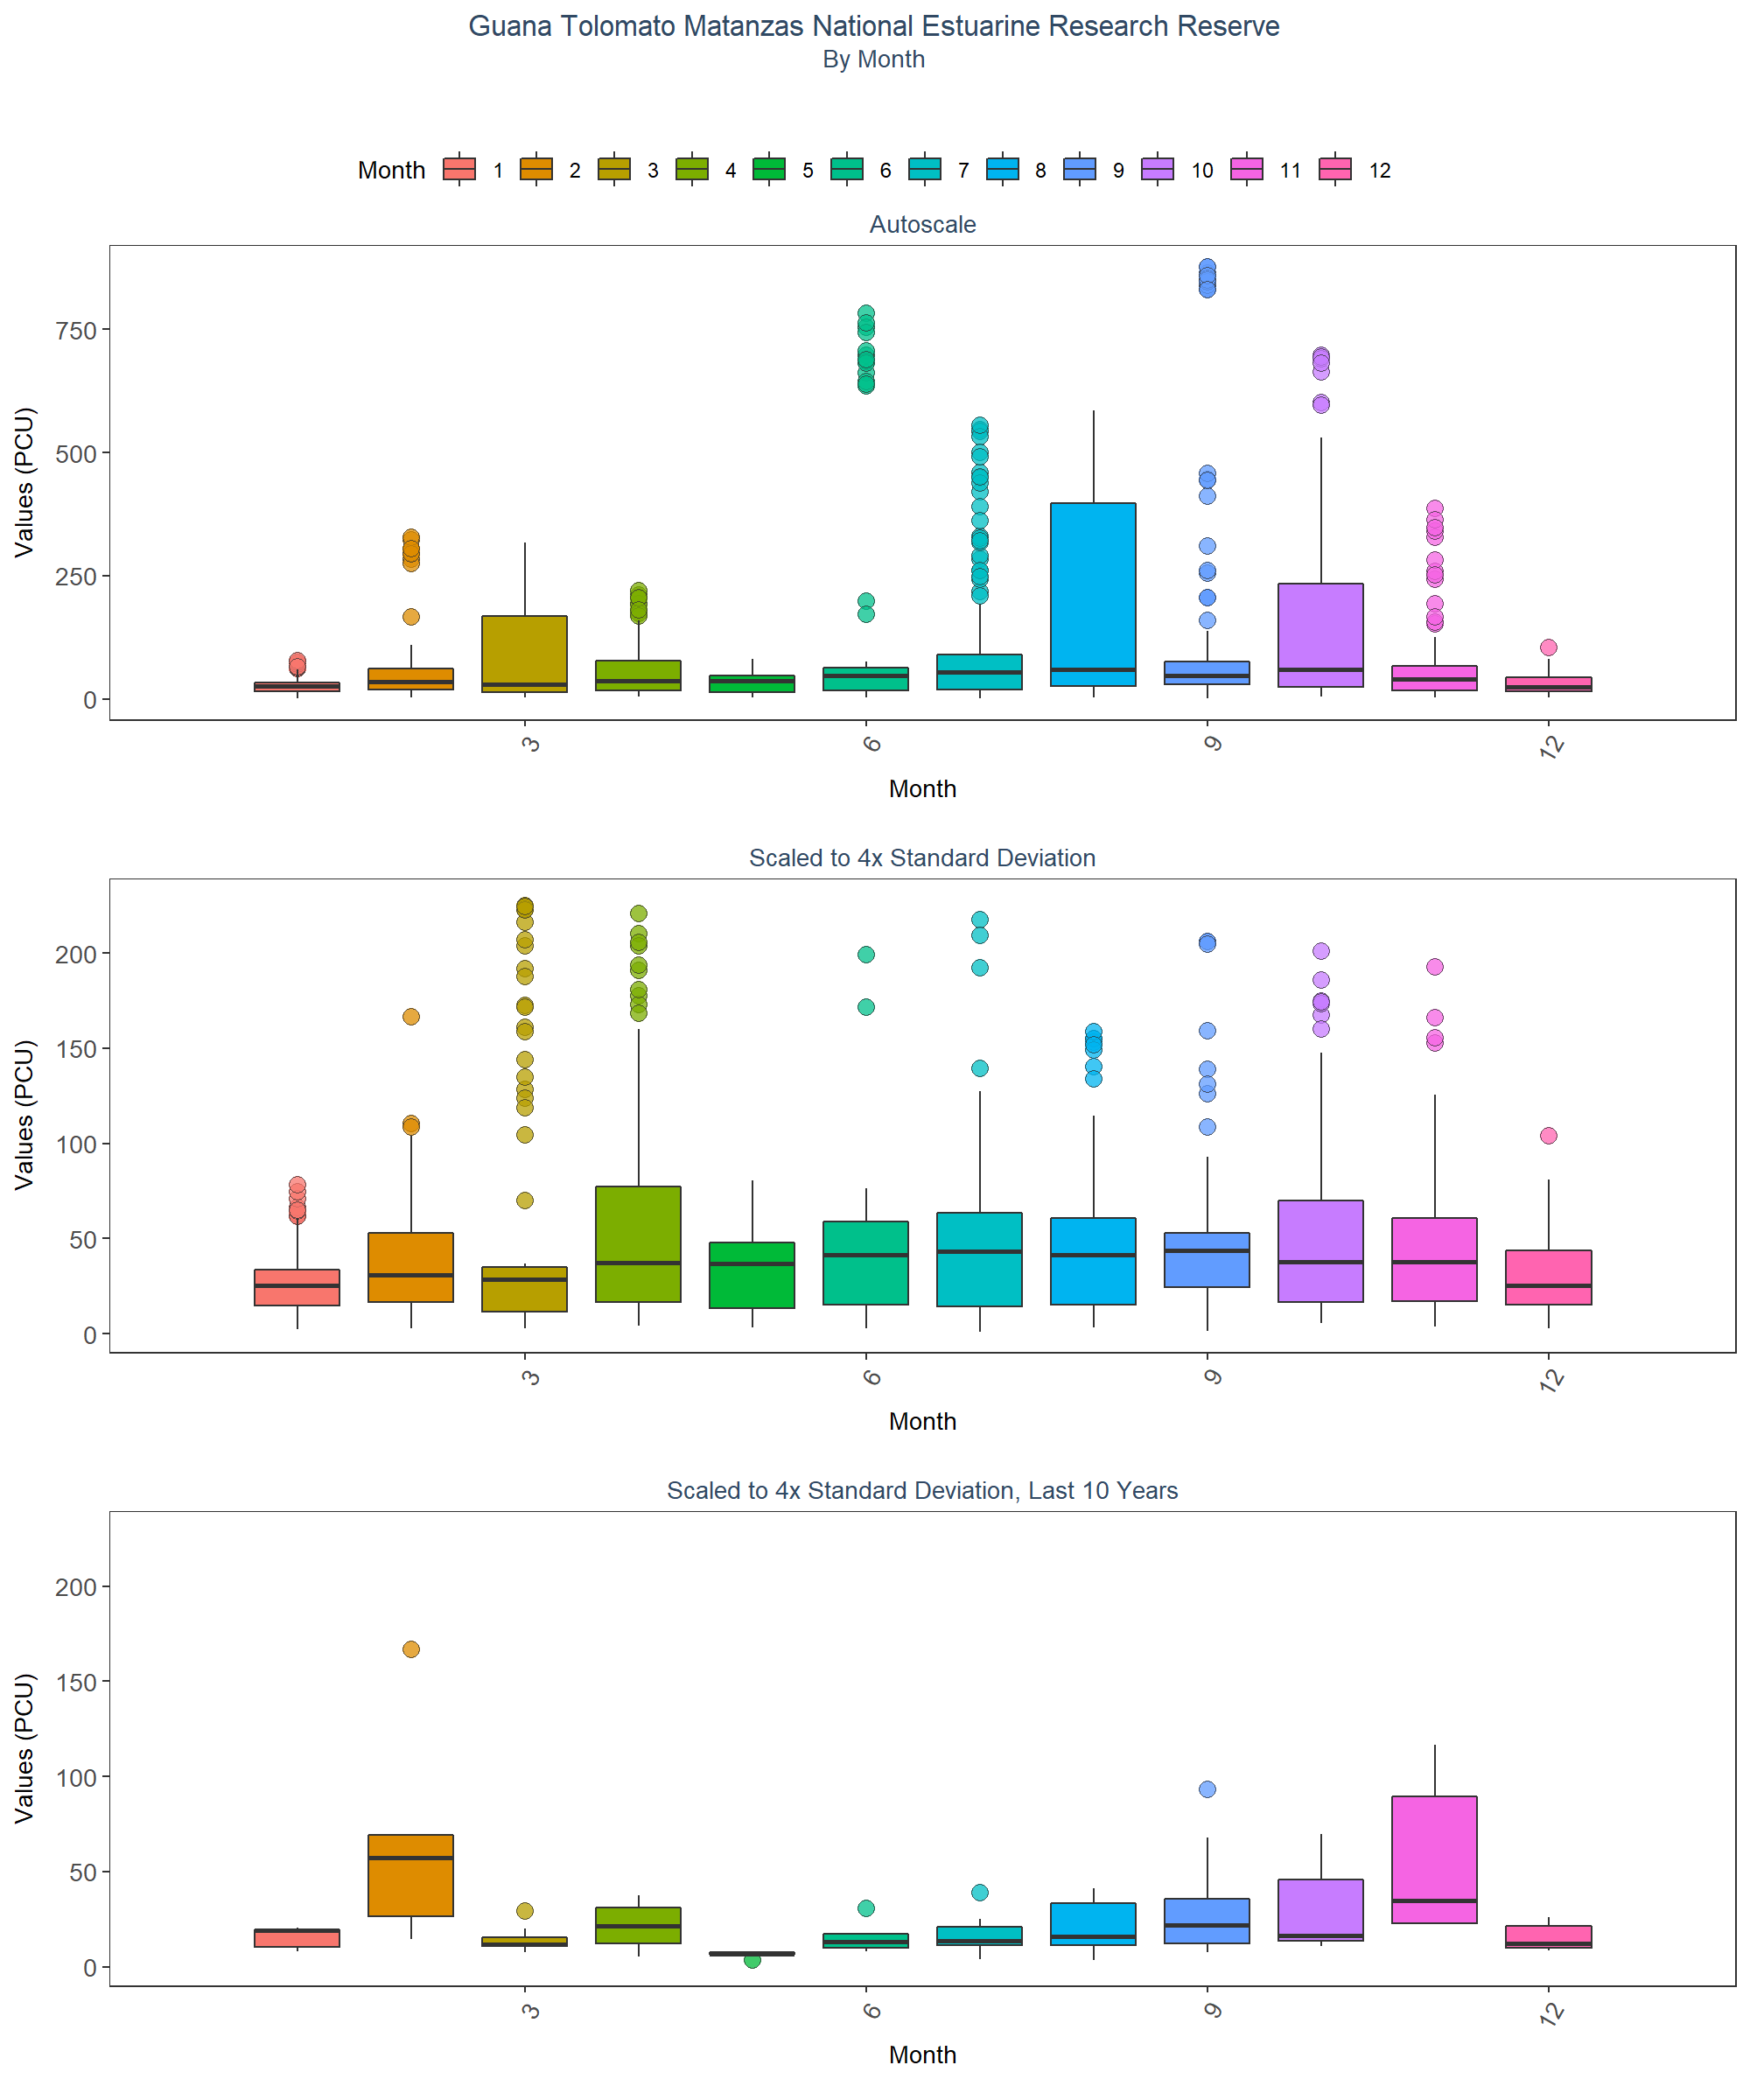 Guana Tolomato Matanzas National Estuarine Research Reserve
By Month
Month 1 2 3 4 5 6 7 8 9 10 11 12
Autoscale
Values (PCU)
750
500
250
0
3 6 9 12
Month
Scaled to 4x Standard Deviation
Values (PCU)
200
150
100
50
0
3 6 9 12
Month
Scaled to 4x Standard Deviation, Last 10 Years
Values (PCU)
200
150
100
50
0
3 6 9 12
Month